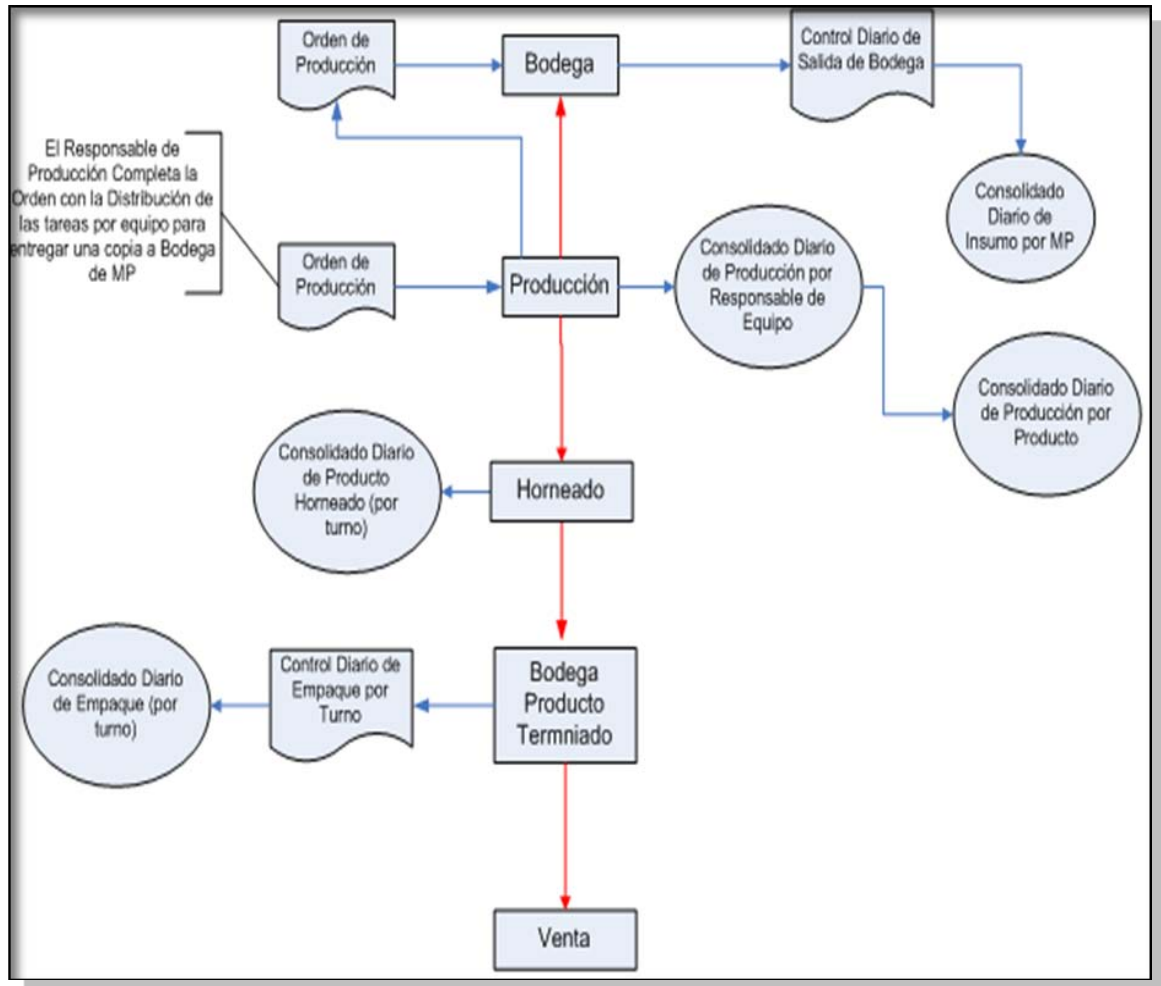 Orden de
Producción
Bodega
Control Diario de
Salida de Bodega
El Responsable de
Producción Completa la
Orden con la Distribución de
las tareas por equipo para
entregar una copia a Bodega
de MP
Consolidado
Diario de
Insumo por MP
Orden de
Producción
Producción
Consolidado Diario
de Producción por
Responsable de
Equipo
Consolidado Diario
de Producción por
Producto
Consolidado Diario
de Producto
Horneado (por
turno)
Horneado
Consolidado Diario
de Empaque (por
turno)
Control Diario de
Empaque por
Turno
Bodega
Producto
Termniado
Venta